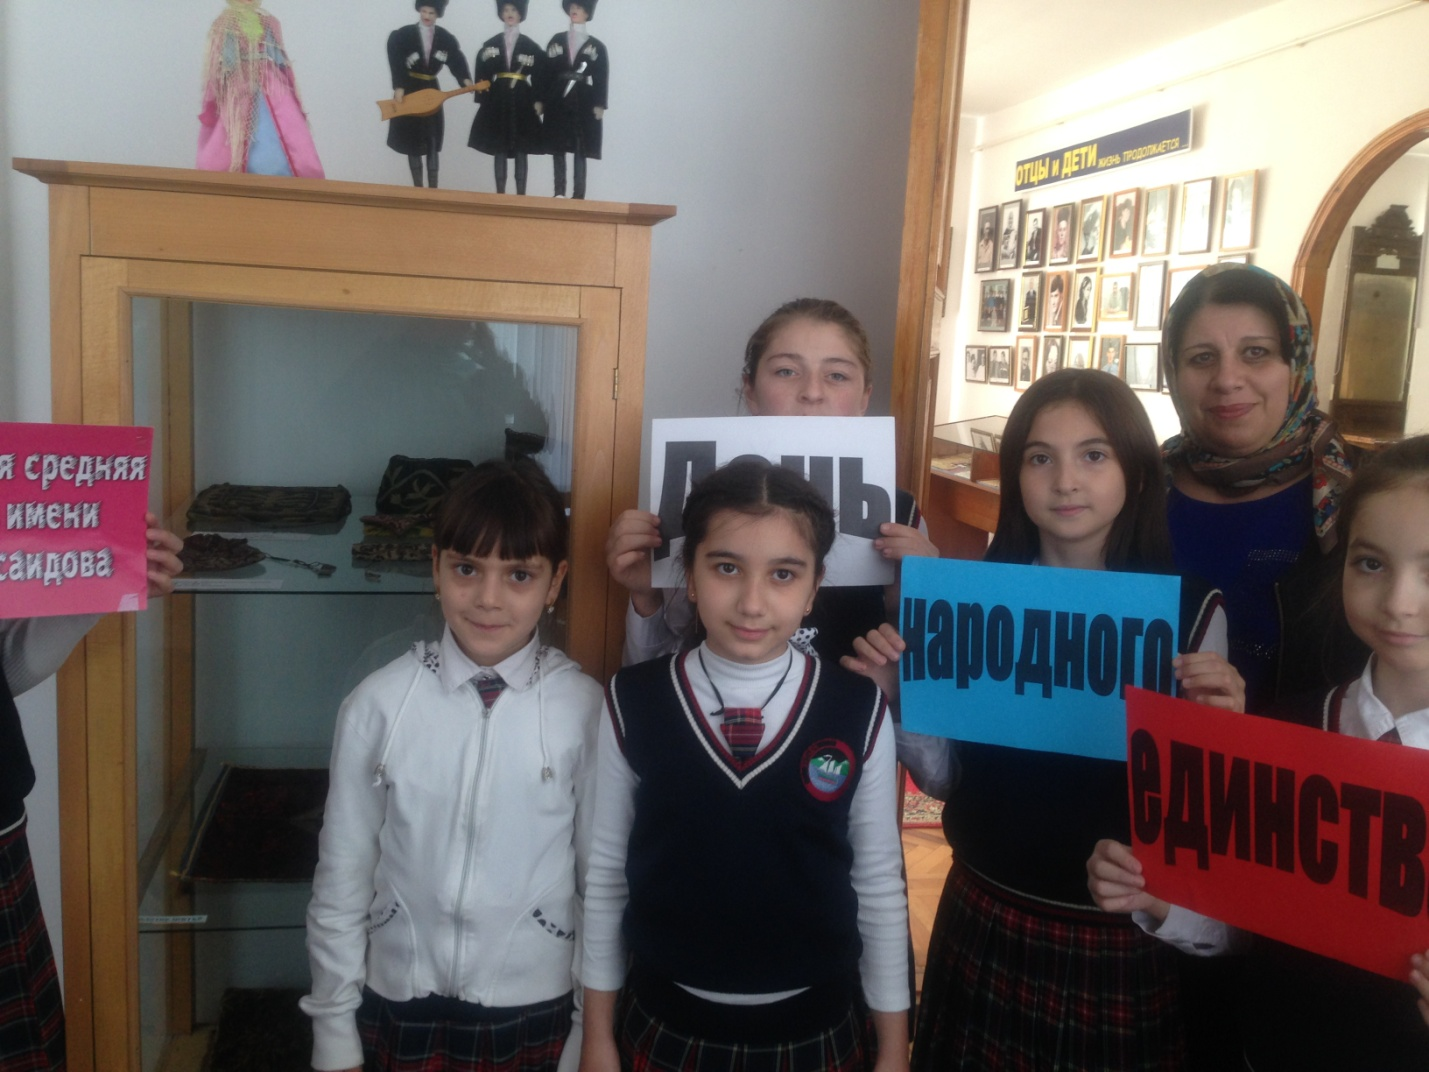 ОТЦЫ и ДЕТИ ЖИЗНЬ ПРОДОЛЖАЕТСЯ...
я средняя
имени
саидова
День
народного
единств